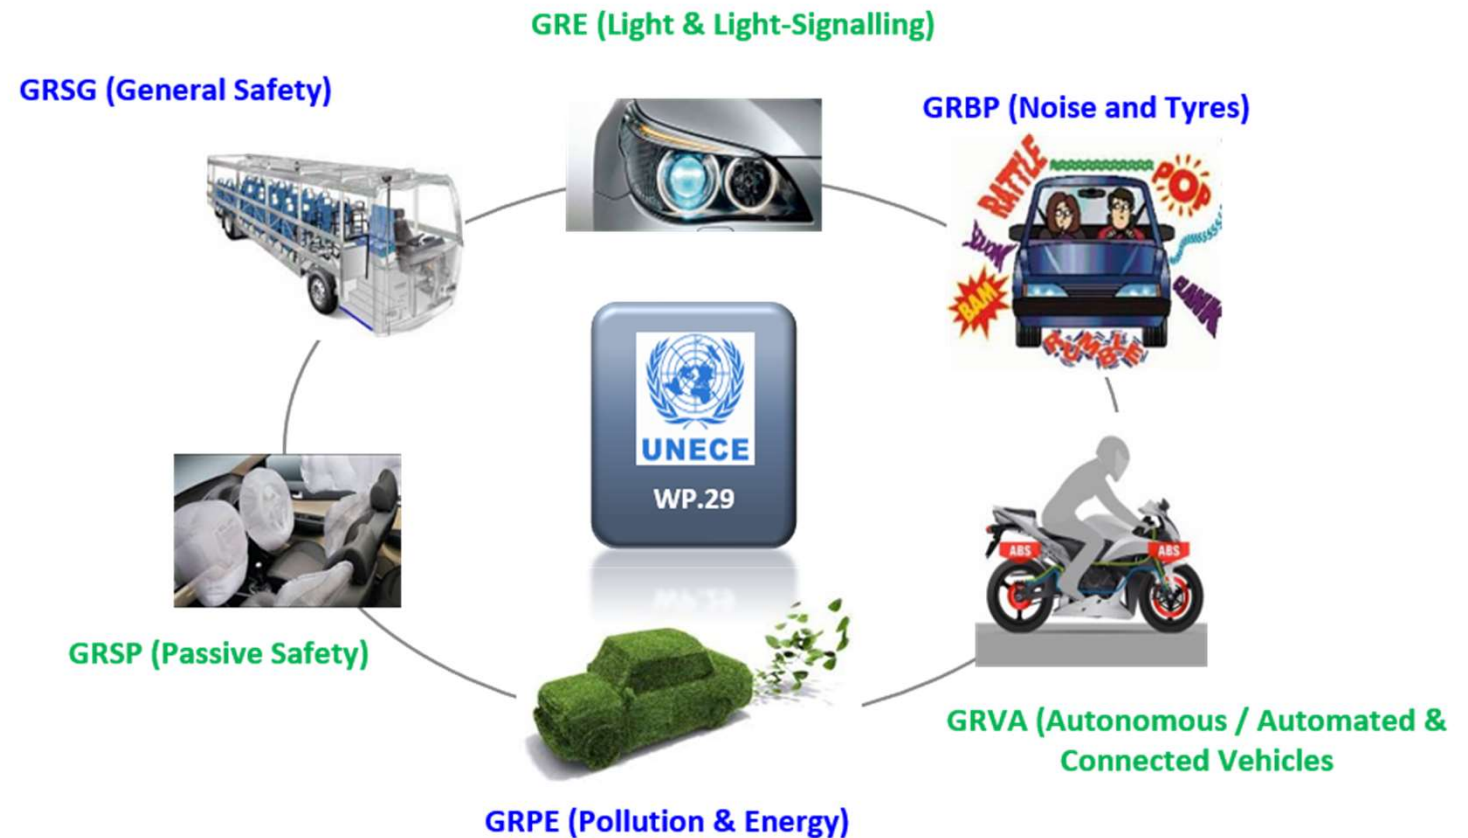 GRE (Light & Light-Signalling)
GRSG (General Safety)
GRBP (Noise and Tyres)
RATTLE
POP
BAM
RUMBLE
UNECE
WP.29
ABS
ABS
GRSP (Passive Safety)
GRVA (Autonomous / Automated &
Connected Vehicles
GRPE (Pollution & Energy)